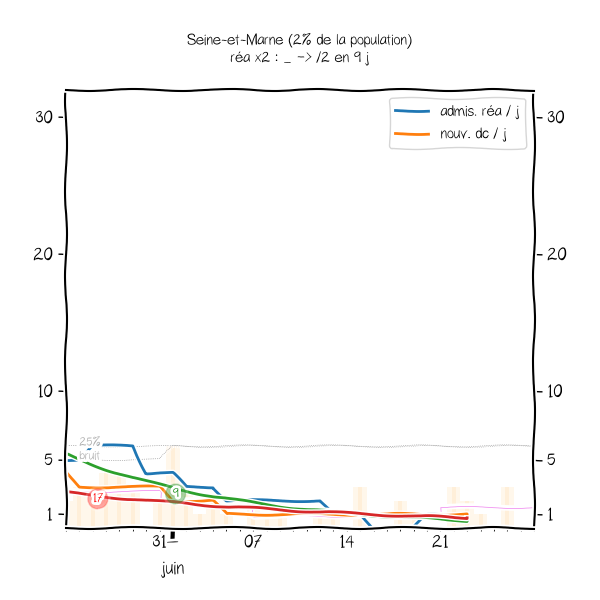 Seine-et-Marne (2% de la population)
réa x2 : _ -> /2 en 9 j
admis. réa / j
nouv. dc / j
30
30
20
20
10
10
25%
bruit
5
5
17
9
1
1
31
07
14
21
juin